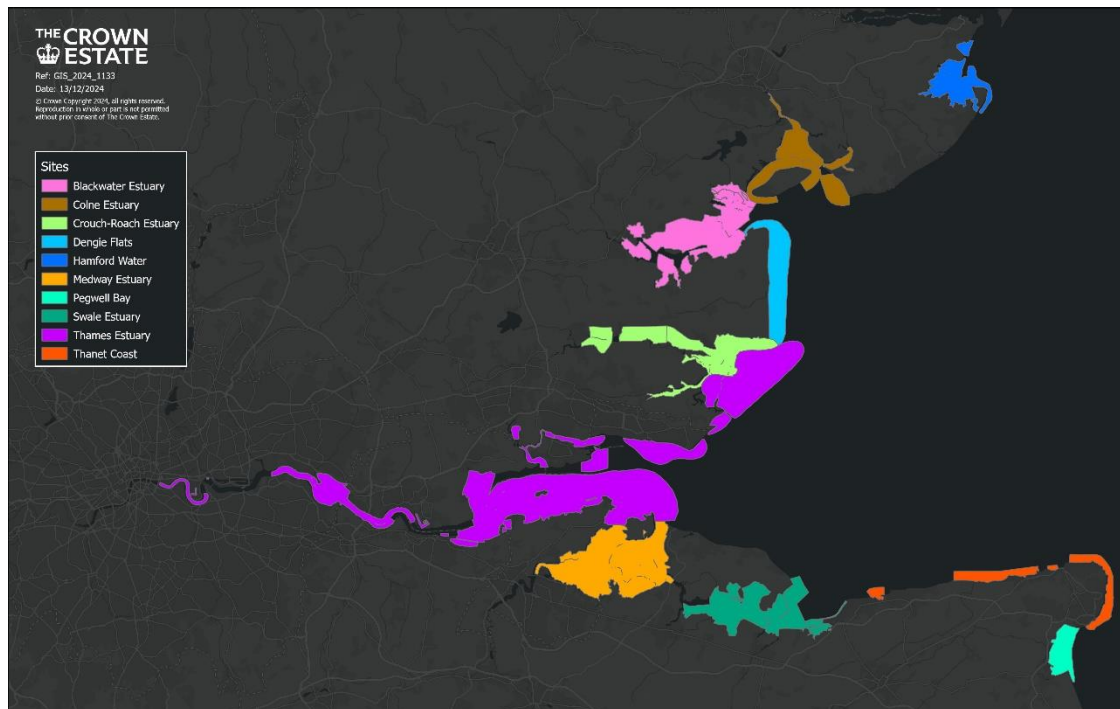 THE CROWN
ESTATE
Ref: GIS_2024_1133
Date: 13/12/2024
© Crown Copyright 2024, all rights reserved.
Reproduction in whole or part is not permitted
without prior consent of The Crown Estate.
Sites
Blackwater Estuary
Colne Estuary
Crouch-Roach Estuary
Dengie Flats
Hamford Water
Medway Estuary
Pegwell Bay
Swale Estuary
Thames Estuary
Thanet Coast